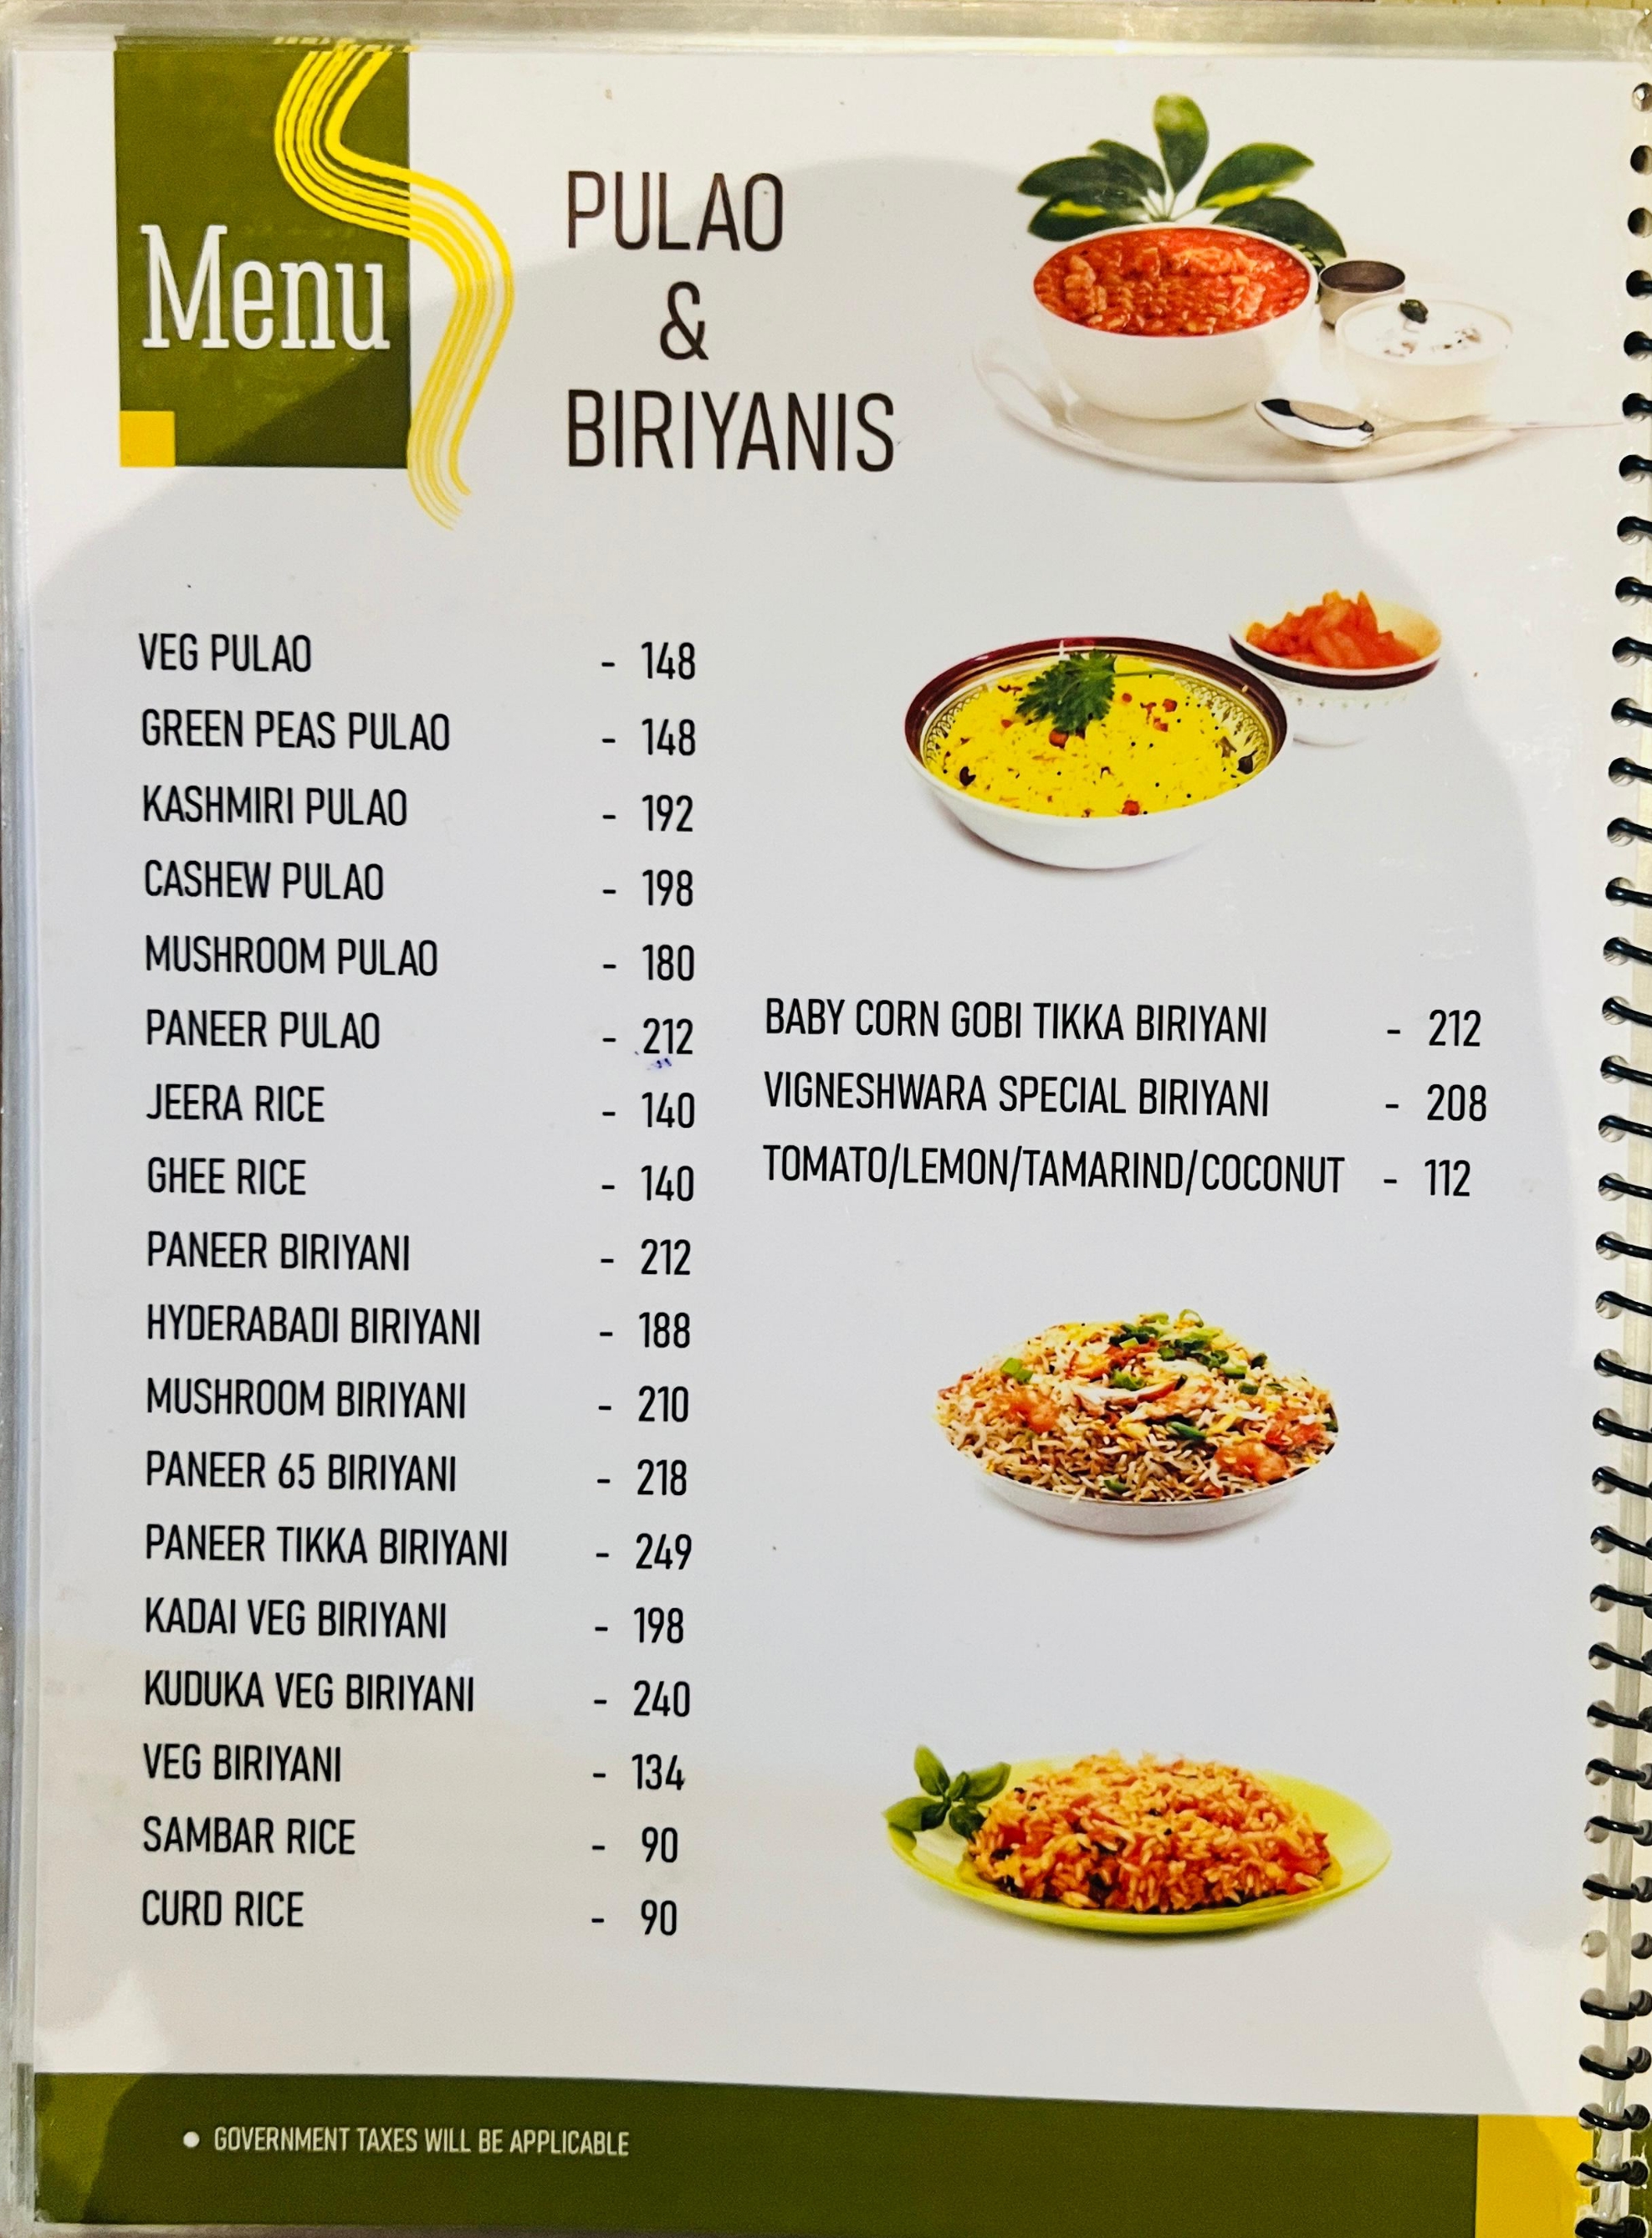 Menu
PULAO
&
BIRIYANIS
VEG PULAO - 148
GREEN PEAS PULAO - 148
KASHMIRI PULAO - 192
CASHEW PULAO - 198
MUSHROOM PULAO - 180
PANEER PULAO - 212
JEERA RICE - 140
GHEE RICE - 140
PANEER BIRIYANI - 212
HYDERABADI BIRIYANI - 188
MUSHROOM BIRIYANI - 210
PANEER 65 BIRIYANI - 218
PANEER TIKKA BIRIYANI - 249
KADAI VEG BIRIYANI - 198
KUDUKA VEG BIRIYANI - 240
VEG BIRIYANI - 134
SAMBAR RICE - 90
CURD RICE - 90
BABY CORN GOBI TIKKA BIRIYANI - 212
VIGNESHWARA SPECIAL BIRIYANI - 208
TOMATO/LEMON/TAMARIND/COCONUT - 112
• GOVERNMENT TAXES WILL BE APPLICABLE